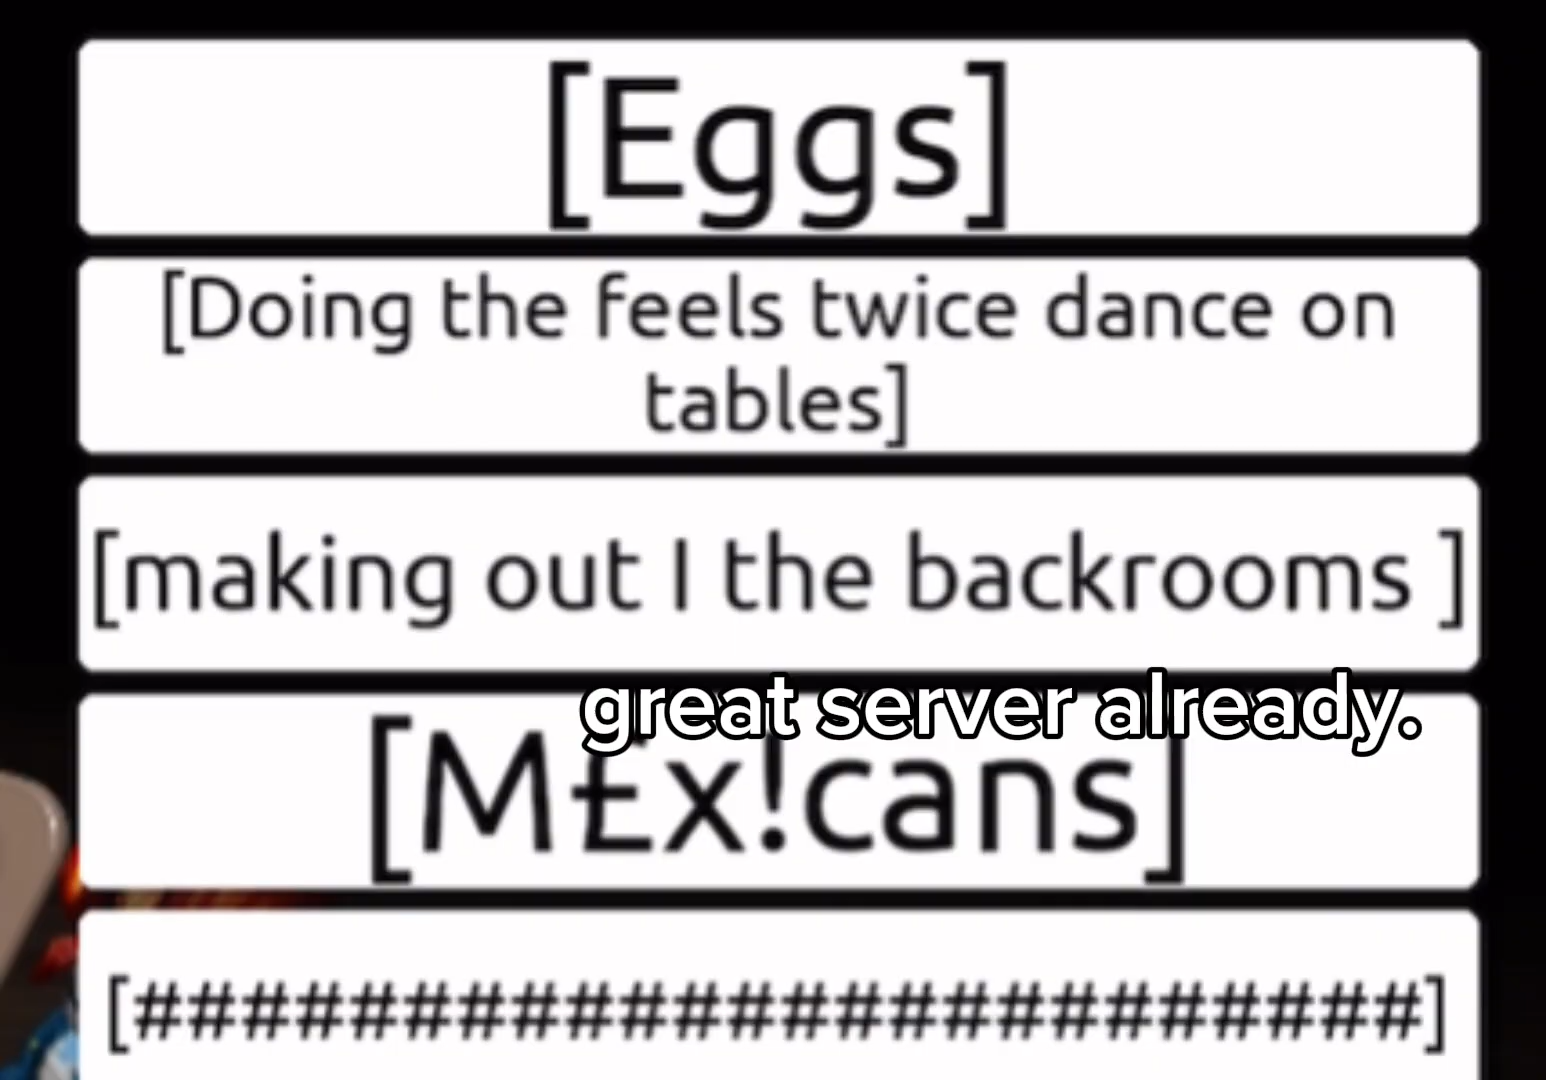 [Eggs]
[Doing the feels twice dance on
tables]
[making out I the backrooms ]
great server already.
[M£x!cans]
[########################]